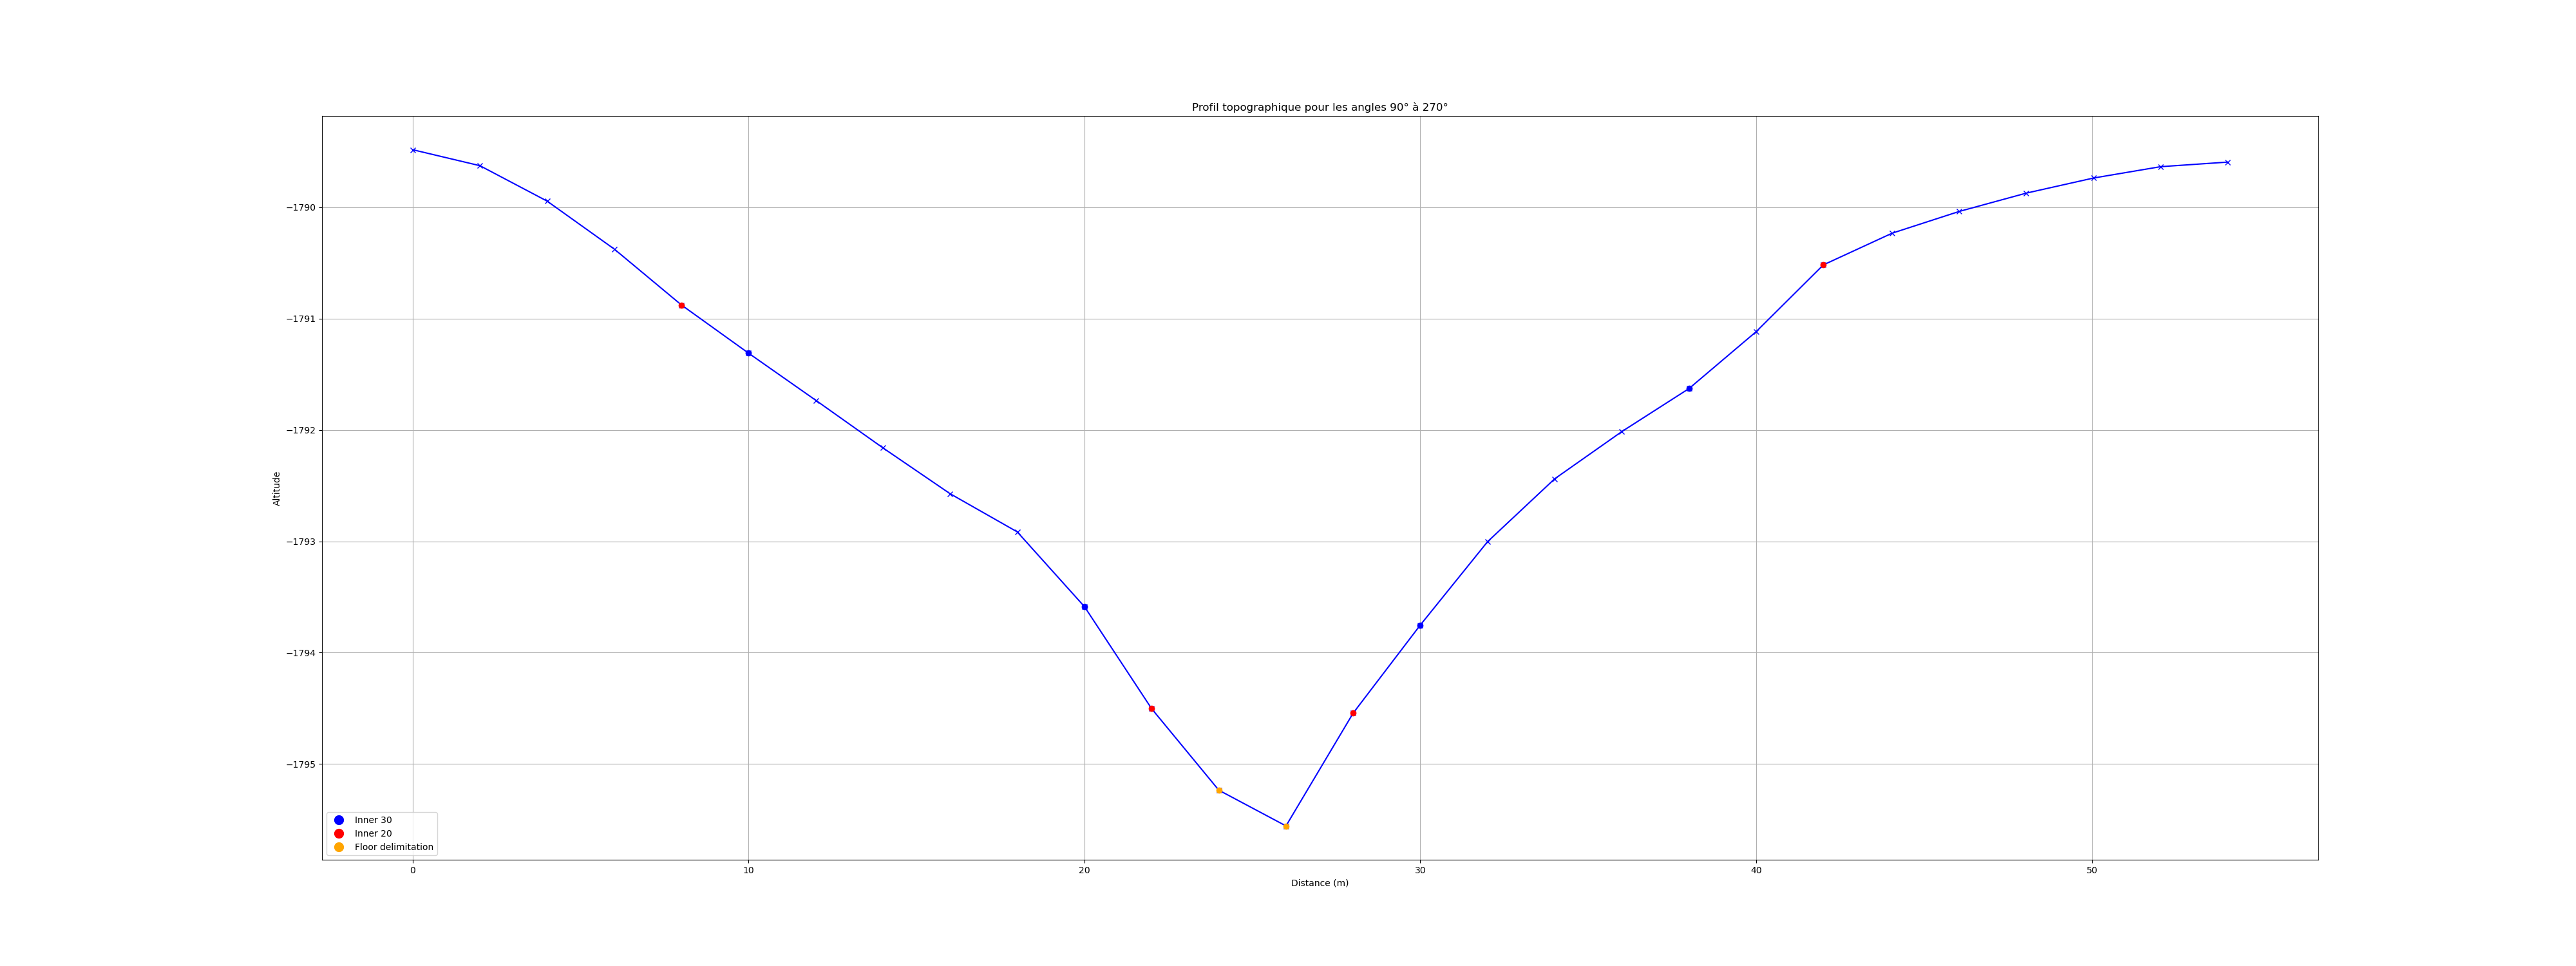 Profil topographique pour les angles 90° à 270°
Altitude
−1790
−1791
−1792
−1793
−1794
−1795
Inner 30
Inner 20
Floor delimitation
0
10
20
30
40
50
Distance (m)